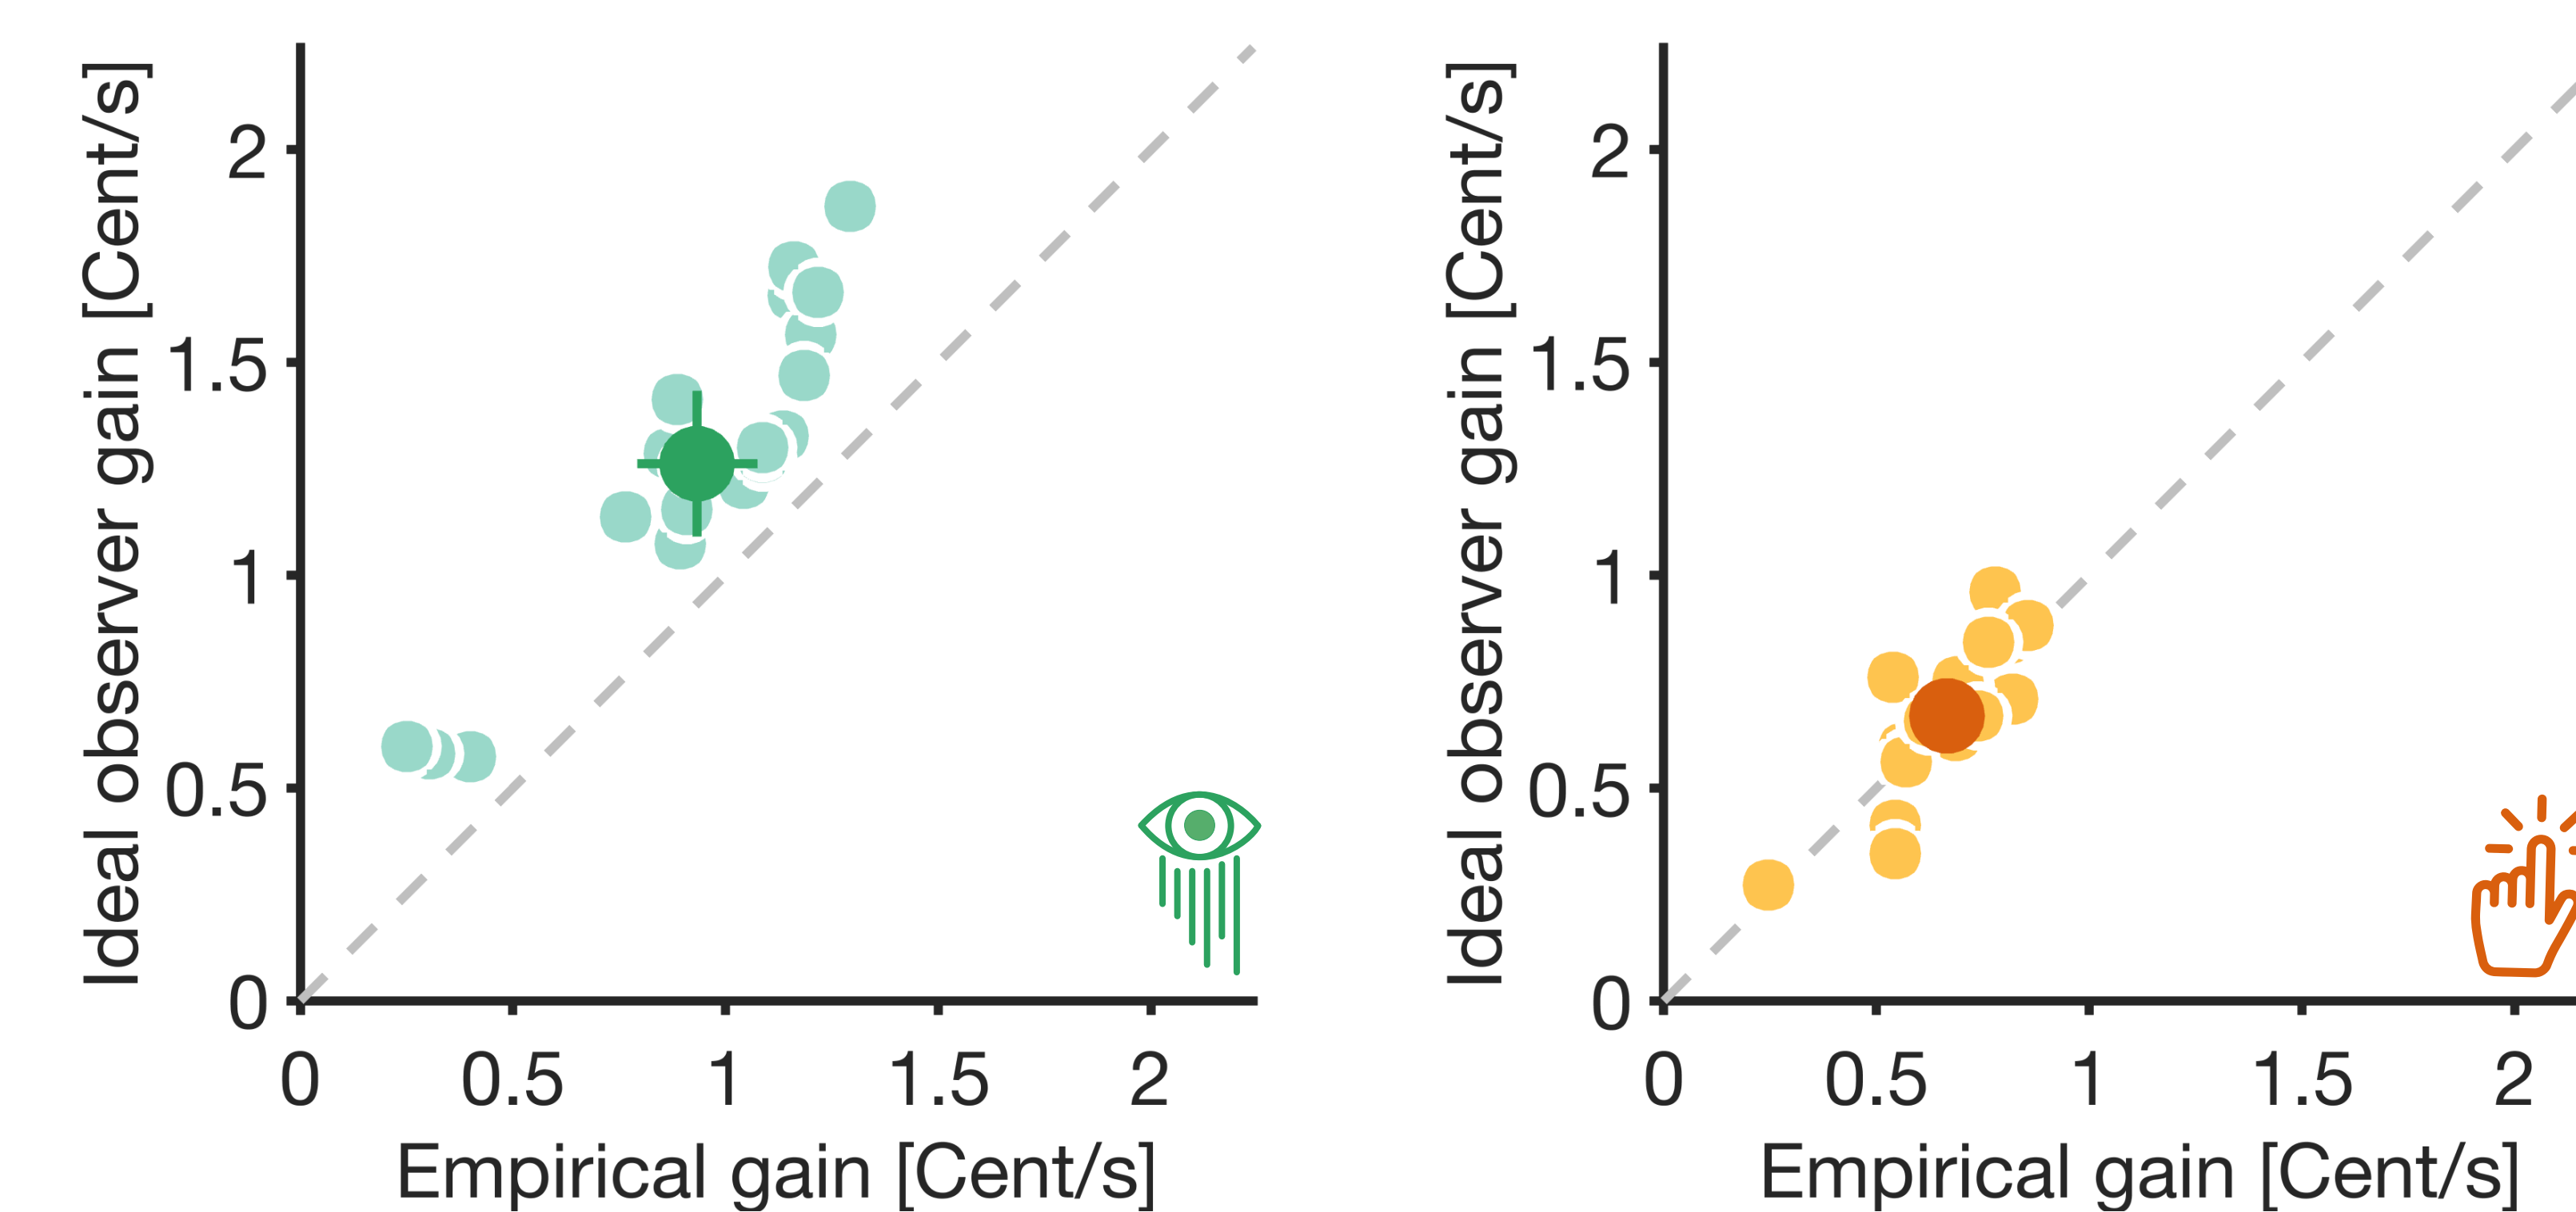 Ideal observer gain [Cent/s]
2
1.5
1
0.5
0
0 0.5 1 1.5 2
Empirical gain [Cent/s]
Ideal observer gain [Cent/s]
2
1.5
1
0.5
0
0 0.5 1 1.5 2
Empirical gain [Cent/s]